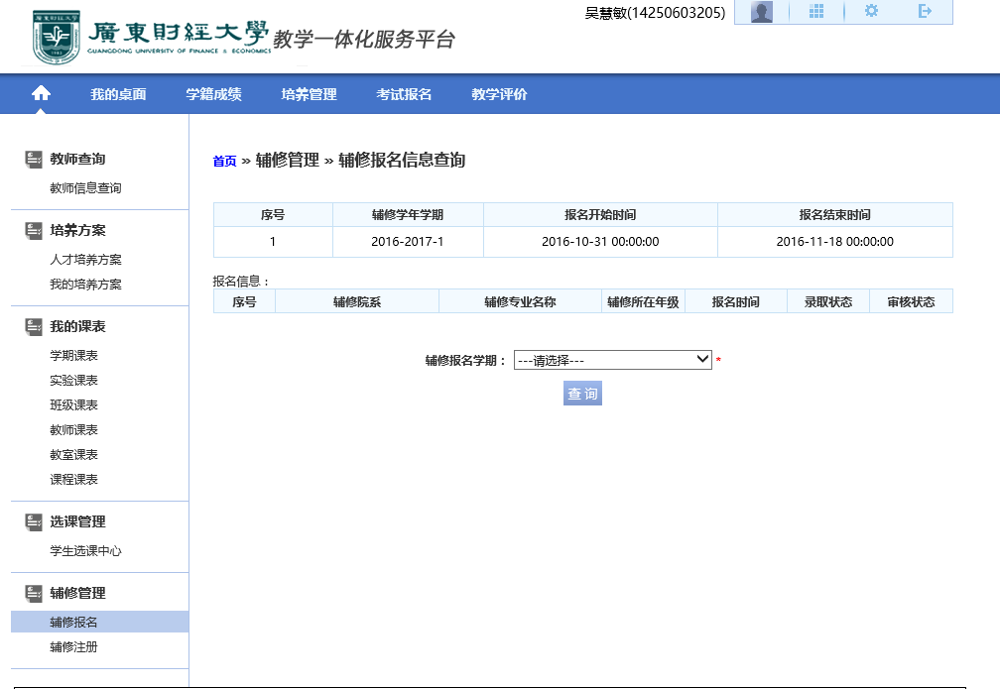 廣東財經大學
GUANGDONG UNIVERSITY OF FINANCE & ECONOMICS
教学一体化服务平台
吴慧敏(14250603205)
我的桌面 学籍成绩 培养管理 考试报名 教学评价
教师查询
教师信息查询
培养方案
人才培养方案
我的培养方案
我的课表
学期课表
实验课表
班级课表
教师课表
教室课表
课程课表
选课管理
学生选课中心
辅修管理
辅修报名
辅修注册
首页 » 辅修管理 » 辅修报名信息查询
序号 辅修学年学期 报名开始时间 报名结束时间
1 2016-2017-1 2016-10-31 00:00:00 2016-11-18 00:00:00
报名信息：
序号 辅修院系 辅修专业名称 辅修所在年级 报名时间 录取状态 审核状态
辅修报名学期： ---请选择--- *
查 询